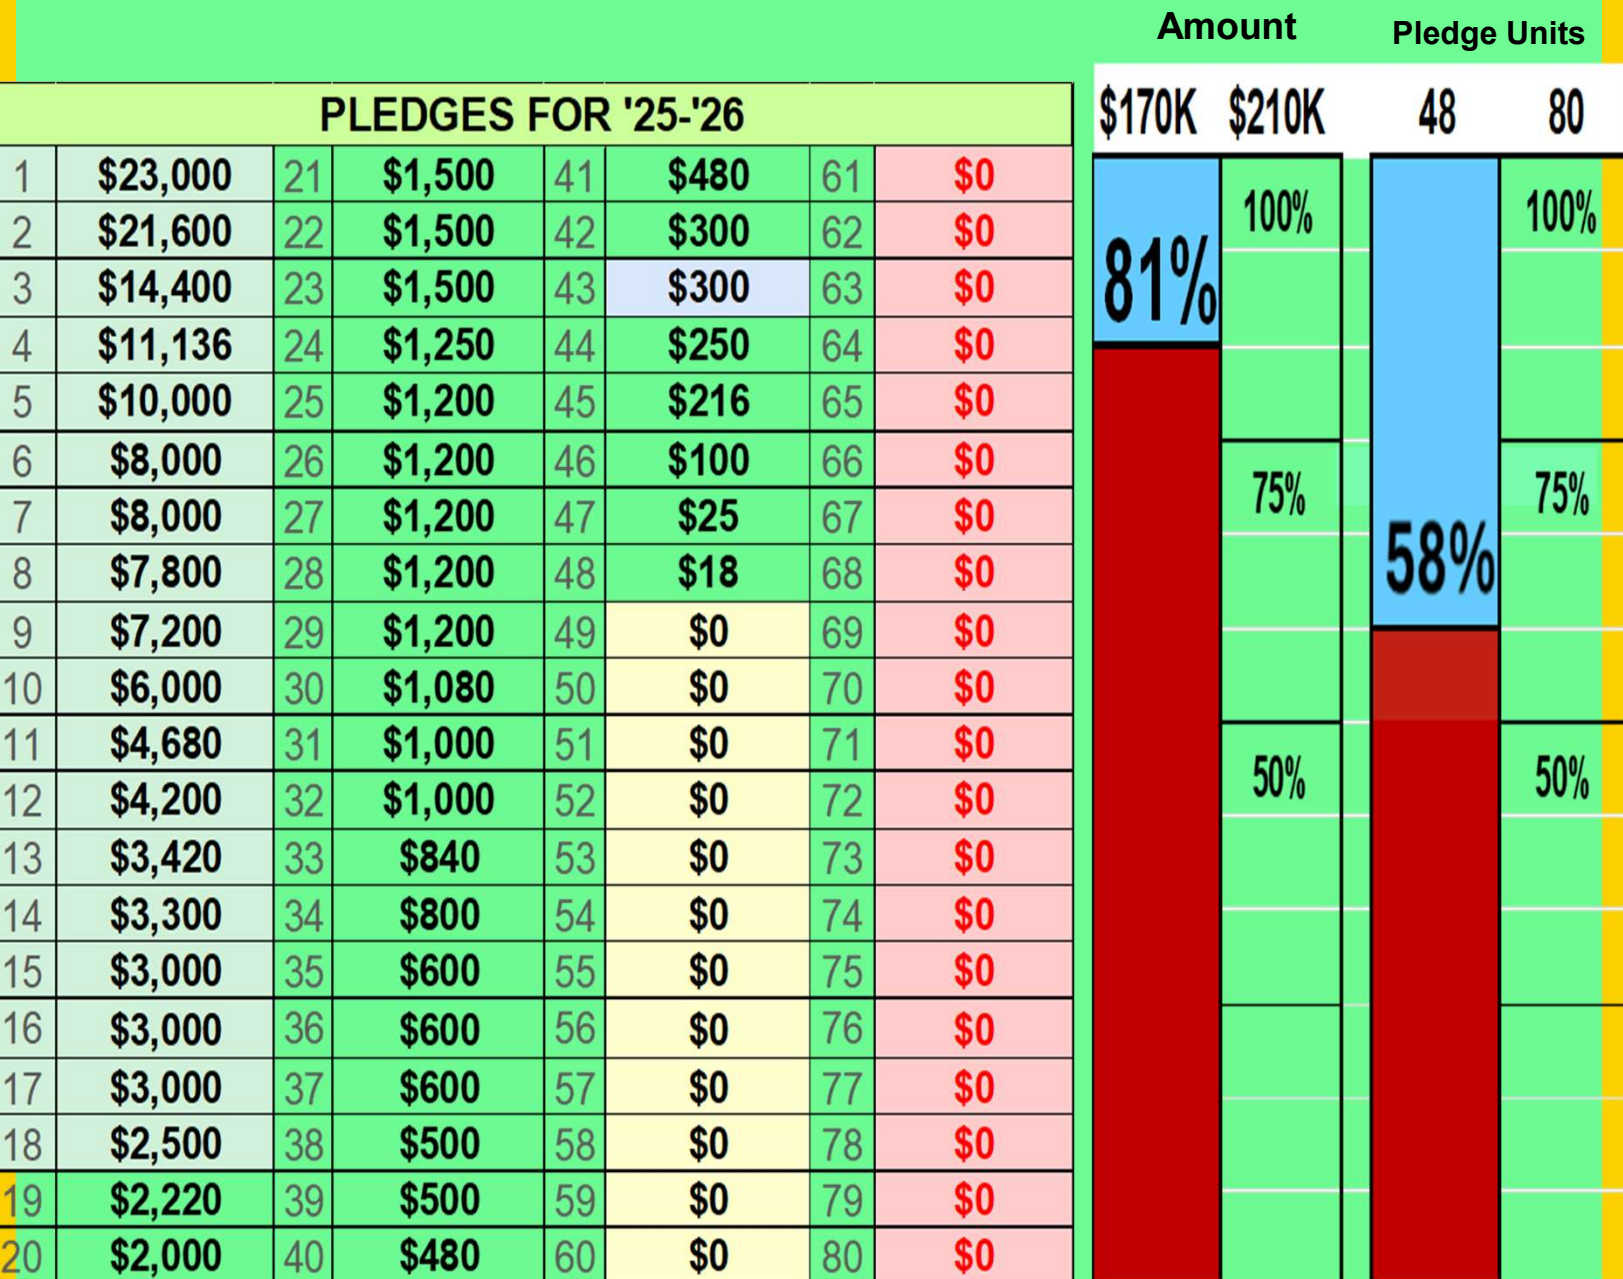 Amount Pledge Units
PLEDGES FOR '25-'26 $170K $210K 48 80
1 $23,000 21 $1,500 41 $480 61 $0
2 $21,600 22 $1,500 42 $300 62 $0
3 $14,400 23 $1,500 43 $300 63 $0
4 $11,136 24 $1,250 44 $250 64 $0
5 $10,000 25 $1,200 45 $216 65 $0
6 $8,000 26 $1,200 46 $100 66 $0
7 $8,000 27 $1,200 47 $25 67 $0
8 $7,800 28 $1,200 48 $18 68 $0
9 $7,200 29 $1,200 49 $0 69 $0
10 $6,000 30 $1,080 50 $0 70 $0
11 $4,680 31 $1,000 51 $0 71 $0
12 $4,200 32 $1,000 52 $0 72 $0
13 $3,420 33 $840 53 $0 73 $0
14 $3,300 34 $800 54 $0 74 $0
15 $3,000 35 $600 55 $0 75 $0
16 $3,000 36 $600 56 $0 76 $0
17 $3,000 37 $600 57 $0 77 $0
18 $2,500 38 $500 58 $0 78 $0
19 $2,220 39 $500 59 $0 79 $0
20 $2,000 40 $480 60 $0 80 $0
100% 100%
81%
75% 75%
58%
50% 50%